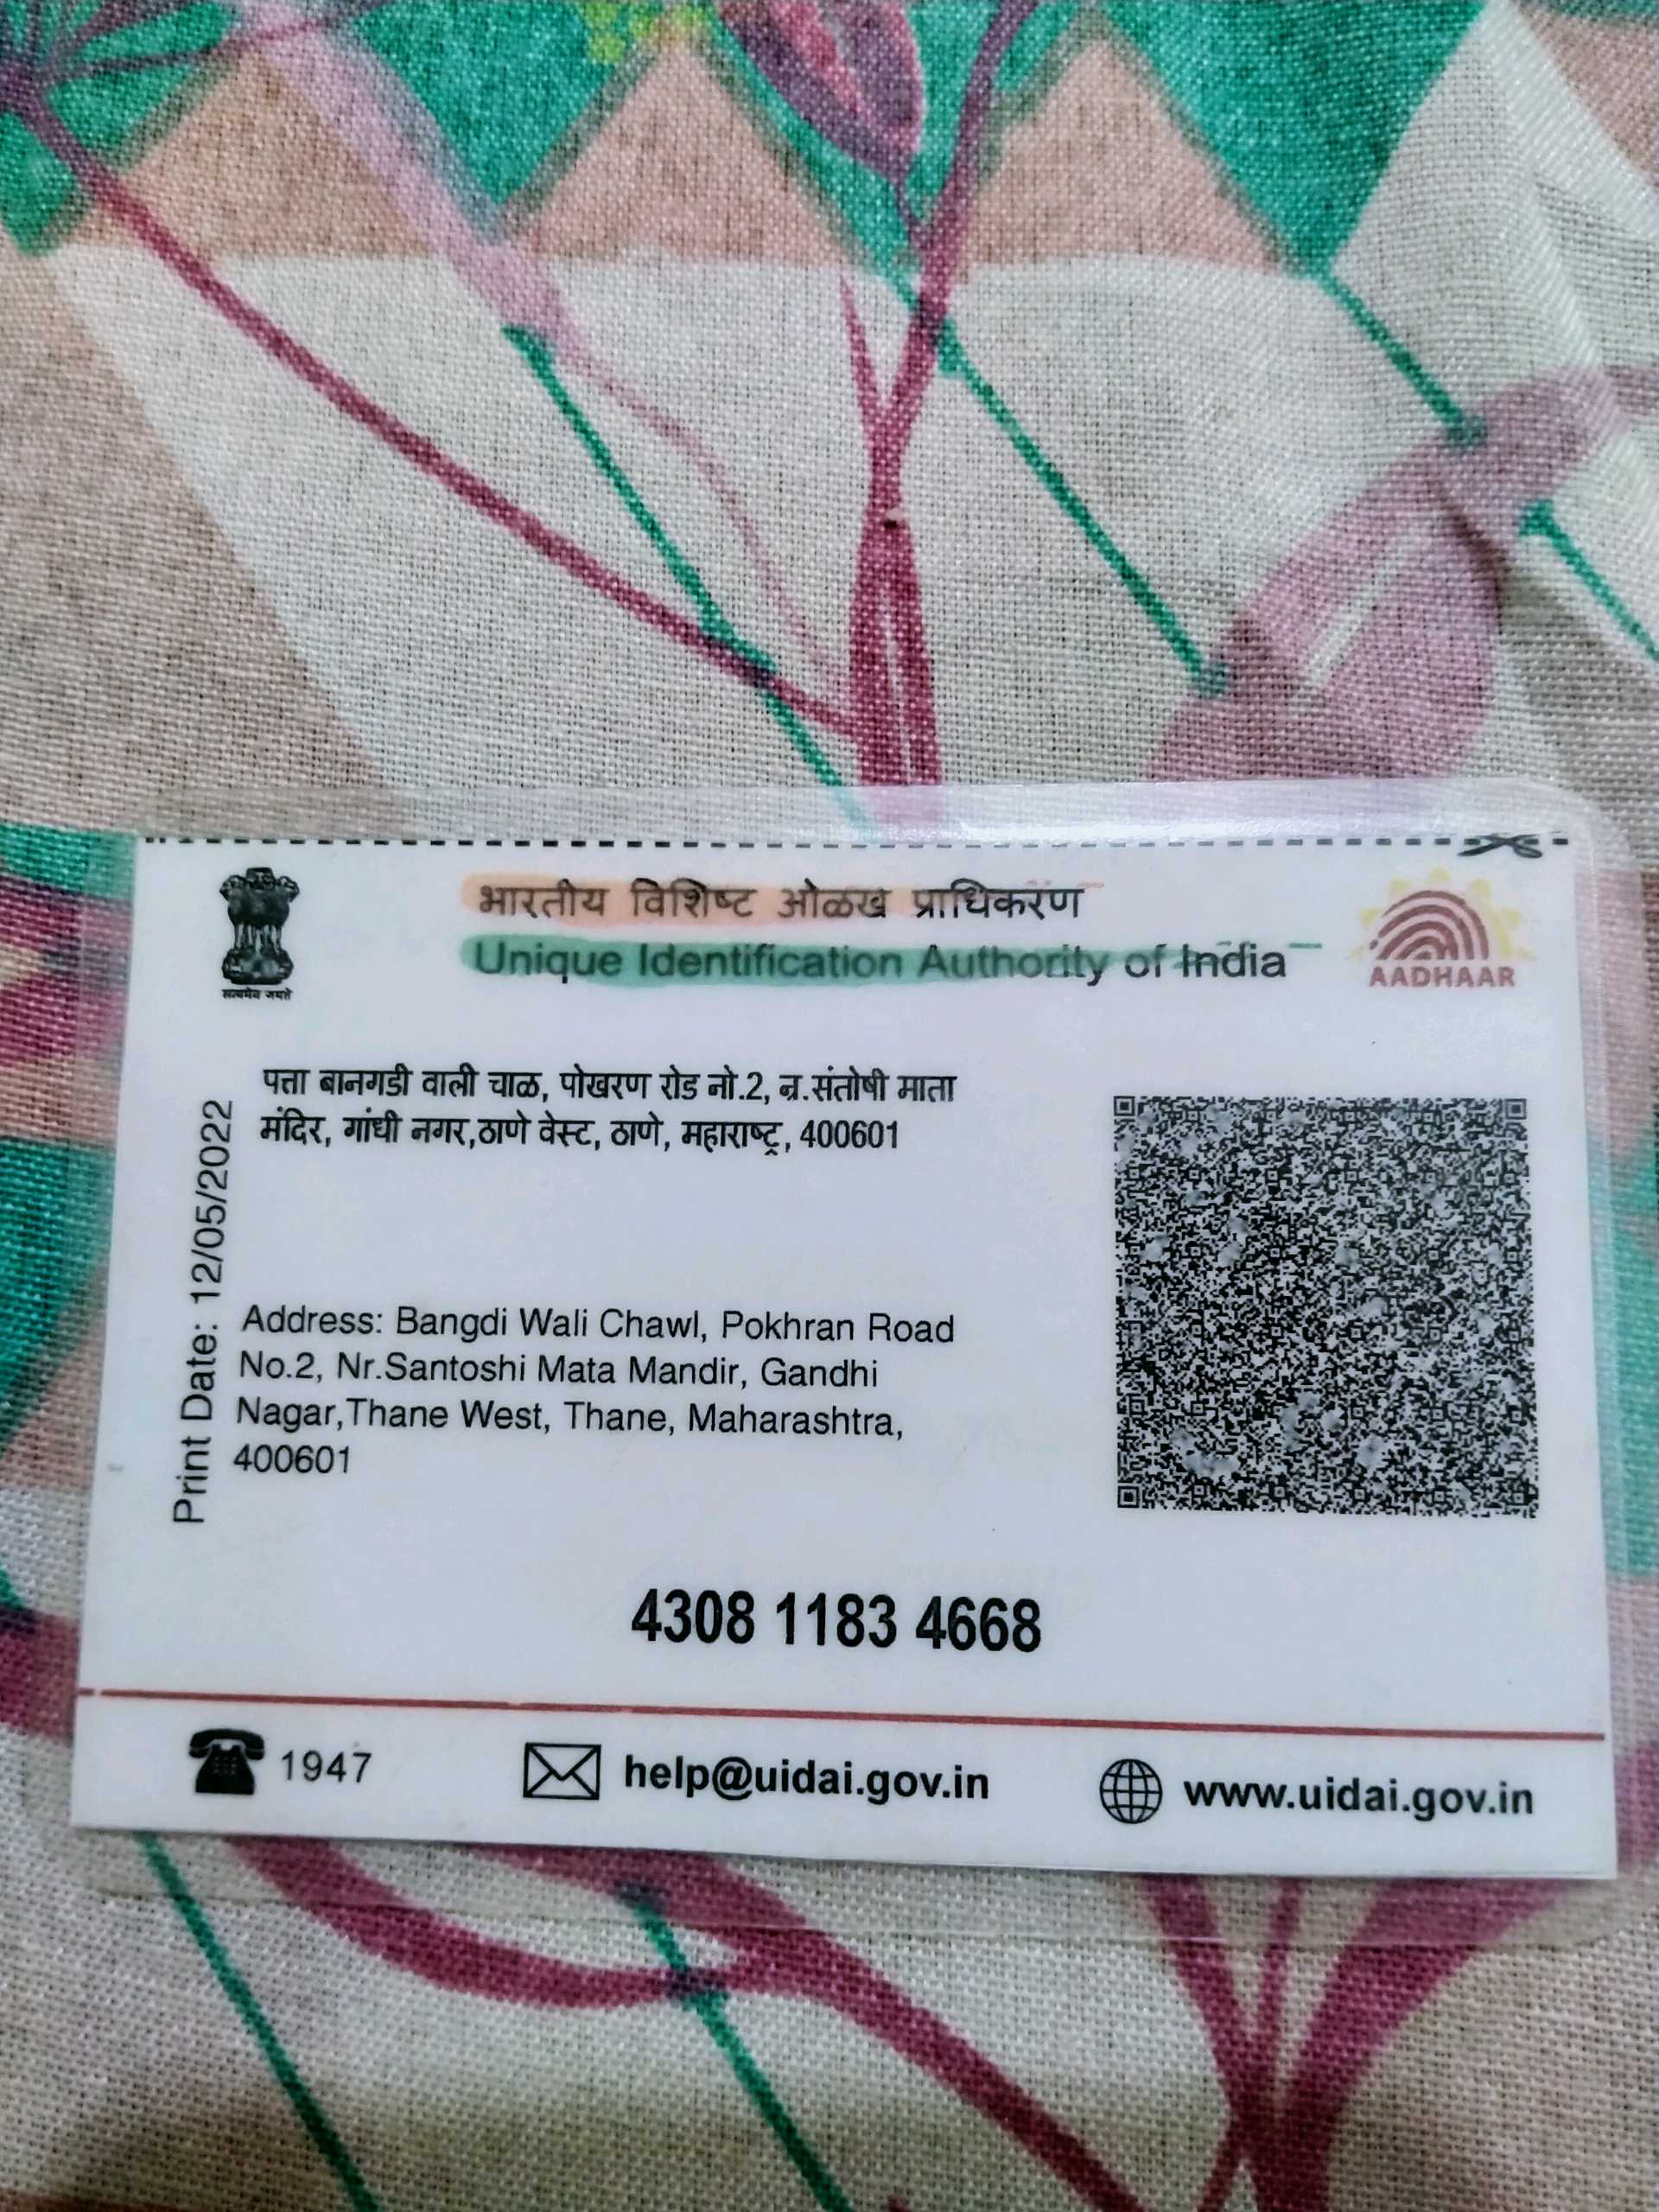 भारतीय विशिष्ट ओळख प्राधिकरण
Unique Identification Authority of India
सत्यमेव जयते
AADHAAR
पत्ता बानगडी वाली चाळ, पोखरण रोड नो.2, न्र.संतोषी माता
मंदिर, गांधी नगर,ठाणे वेस्ट, ठाणे, महाराष्ट्र, 400601
Print Date: 12/05/2022
Address: Bangdi Wali Chawl, Pokhran Road
No.2, Nr.Santoshi Mata Mandir, Gandhi
Nagar,Thane West, Thane, Maharashtra,
400601
4308 1183 4668
1947
help@uidai.gov.in
www.uidai.gov.in